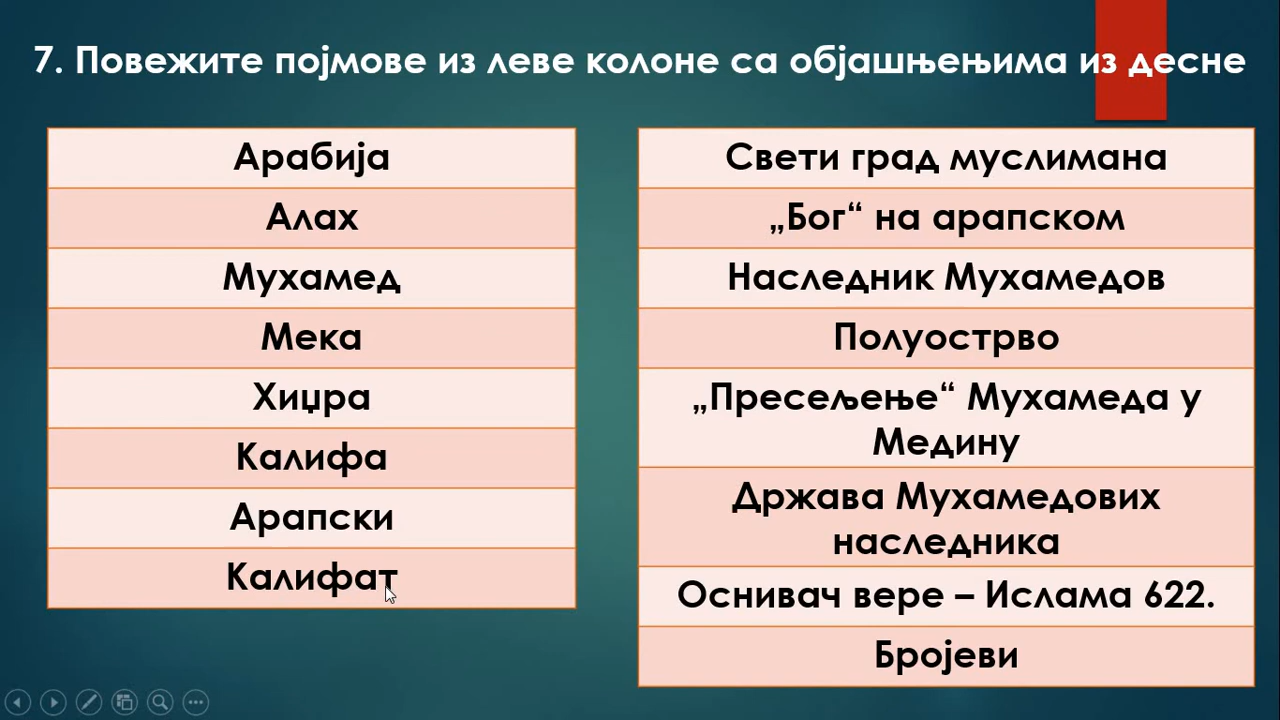 7. Повежите појмове из леве колоне са објашњењима из десне
Арабија
Алах
Мухамед
Мека
Хиџра
Калифа
Арапски
Калифат
Свети град муслимана
„Бог“ на арапском
Наследник Мухамедов
Полуострво
„Пресељење“ Мухамеда у
Медину
Држава Мухамедових
наследника
Оснивач вере – Ислама 622.
Бројеви